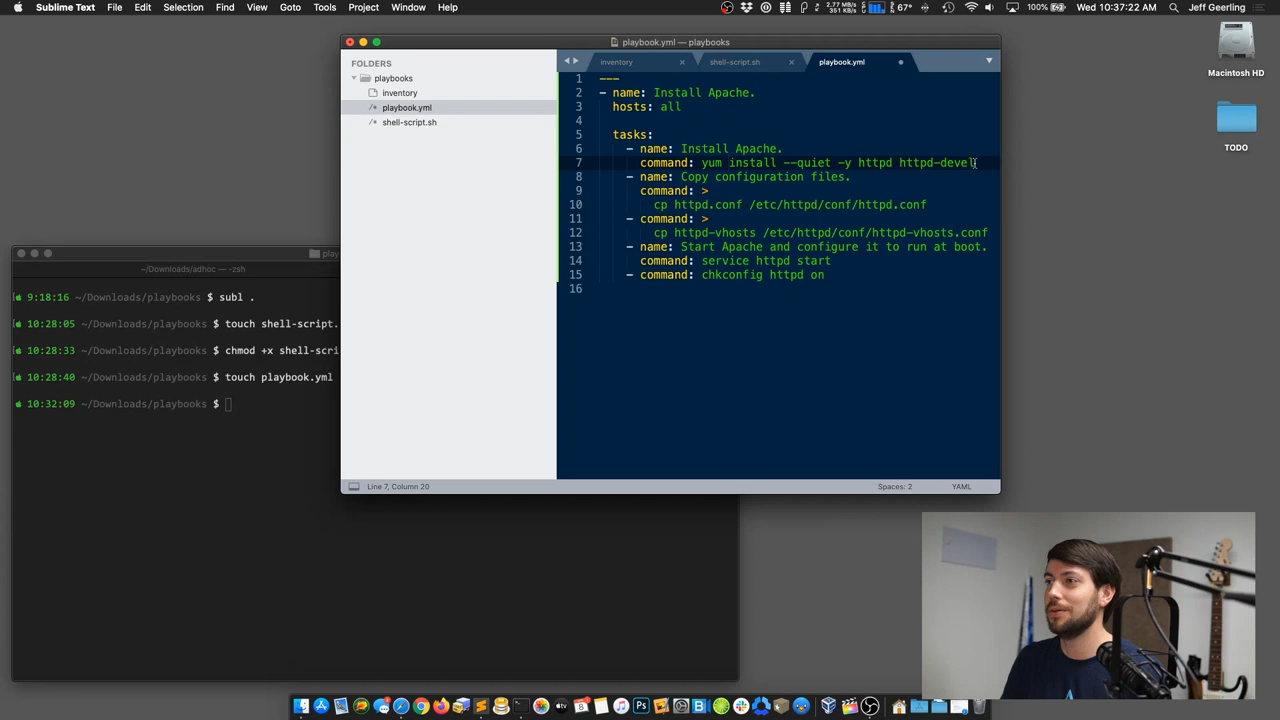 Sublime Text File Edit Selection Find View Goto Tools Project Window Help
2.77 MB/s
351 KB/s
67°
100%
Wed 10:37:22 AM
Jeff Geerling
playbook.yml — playbooks
FOLDERS
playbooks
inventory
playbook.yml
shell-script.sh
inventory
shell-script.sh
playbook.yml
1 ---
2 - name: Install Apache.
3 hosts: all
4
5 tasks:
6 - name: Install Apache.
7 command: yum install --quiet -y httpd httpd-devel
8 - name: Copy configuration files.
9 command: >
10 cp httpd.conf /etc/httpd/conf/httpd.conf
11 - command: >
12 cp httpd-vhosts /etc/httpd/conf/httpd-vhosts.conf
13 - name: Start Apache and configure it to run at boot.
14 command: service httpd start
15 - command: chkconfig httpd on
16
Line 7, Column 20
Spaces: 2
YAML
play
~/Downloads/adhoc — -zsh
9:18:16 ~/Downloads/playbooks $ subl .
10:28:05 ~/Downloads/playbooks $ touch shell-script.
10:28:33 ~/Downloads/playbooks $ chmod +x shell-scri
10:28:40 ~/Downloads/playbooks $ touch playbook.yml
10:32:09 ~/Downloads/playbooks $
Macintosh HD
TODO